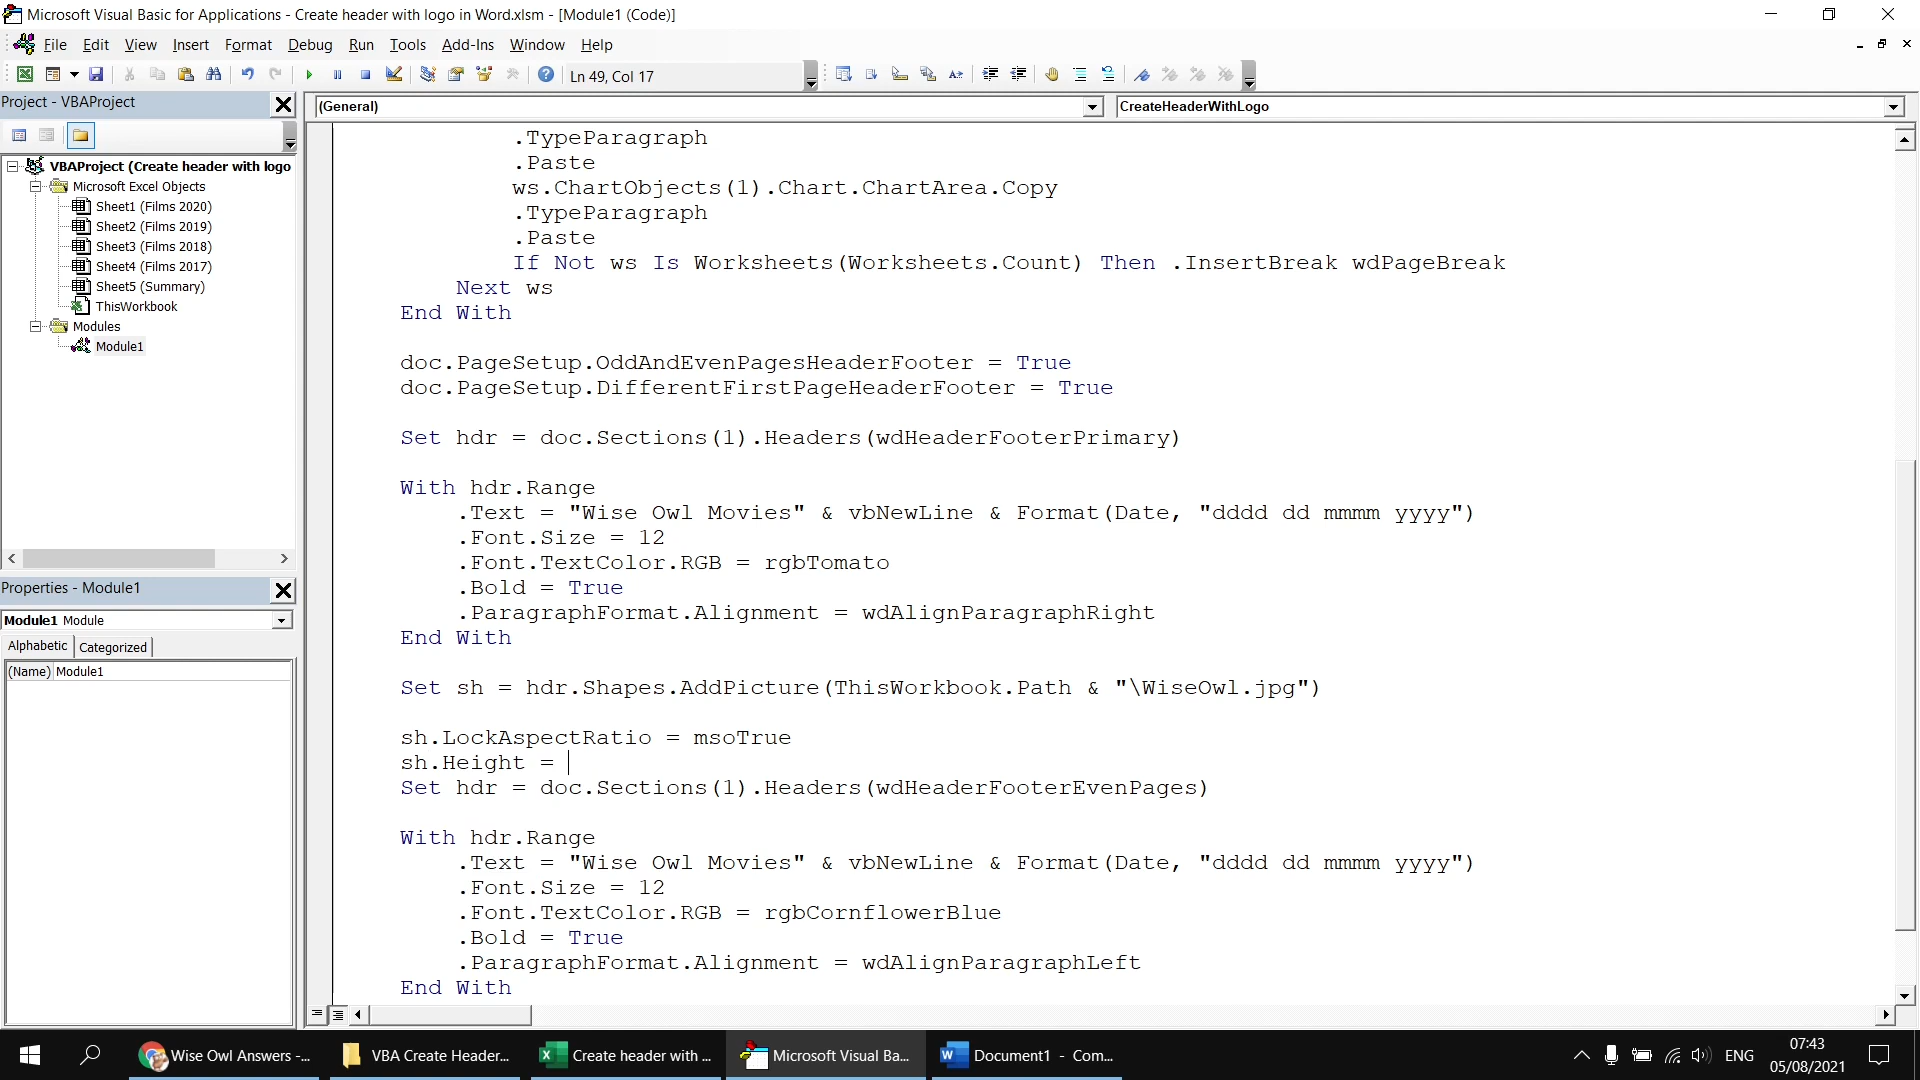 Microsoft Visual Basic for Applications - Create header with logo in Word.xlsm - [Module1 (Code)]
File Edit View Insert Format Debug Run Tools Add-Ins Window Help
Ln 49, Col 17
Project - VBAProject
VBAProject (Create header with logo
Microsoft Excel Objects
Sheet1 (Films 2020)
Sheet2 (Films 2019)
Sheet3 (Films 2018)
Sheet4 (Films 2017)
Sheet5 (Summary)
ThisWorkbook
Modules
Module1
Properties - Module1
Module1 Module
Alphabetic Categorized
(Name) Module1
(General) CreateHeaderWithLogo
.TypeParagraph
.Paste
ws.ChartObjects(1).Chart.ChartArea.Copy
.TypeParagraph
.Paste
If Not ws Is Worksheets(Worksheets.Count) Then .InsertBreak wdPageBreak
Next ws
End With
doc.PageSetup.OddAndEvenPagesHeaderFooter = True
doc.PageSetup.DifferentFirstPageHeaderFooter = True
Set hdr = doc.Sections(1).Headers(wdHeaderFooterPrimary)
With hdr.Range
.Text = "Wise Owl Movies" & vbNewLine & Format(Date, "dddd dd mmmm yyyy")
.Font.Size = 12
.Font.TextColor.RGB = rgbTomato
.Bold = True
.ParagraphFormat.Alignment = wdAlignParagraphRight
End With
Set sh = hdr.Shapes.AddPicture(ThisWorkbook.Path & "\WiseOwl.jpg")
sh.LockAspectRatio = msoTrue
sh.Height =
Set hdr = doc.Sections(1).Headers(wdHeaderFooterEvenPages)
With hdr.Range
.Text = "Wise Owl Movies" & vbNewLine & Format(Date, "dddd dd mmmm yyyy")
.Font.Size = 12
.Font.TextColor.RGB = rgbCornflowerBlue
.Bold = True
.ParagraphFormat.Alignment = wdAlignParagraphLeft
End With
Wise Owl Answers -... VBA Create Header... Create header with ... Microsoft Visual Ba... Document1 - Com... ENG
07:43
05/08/2021